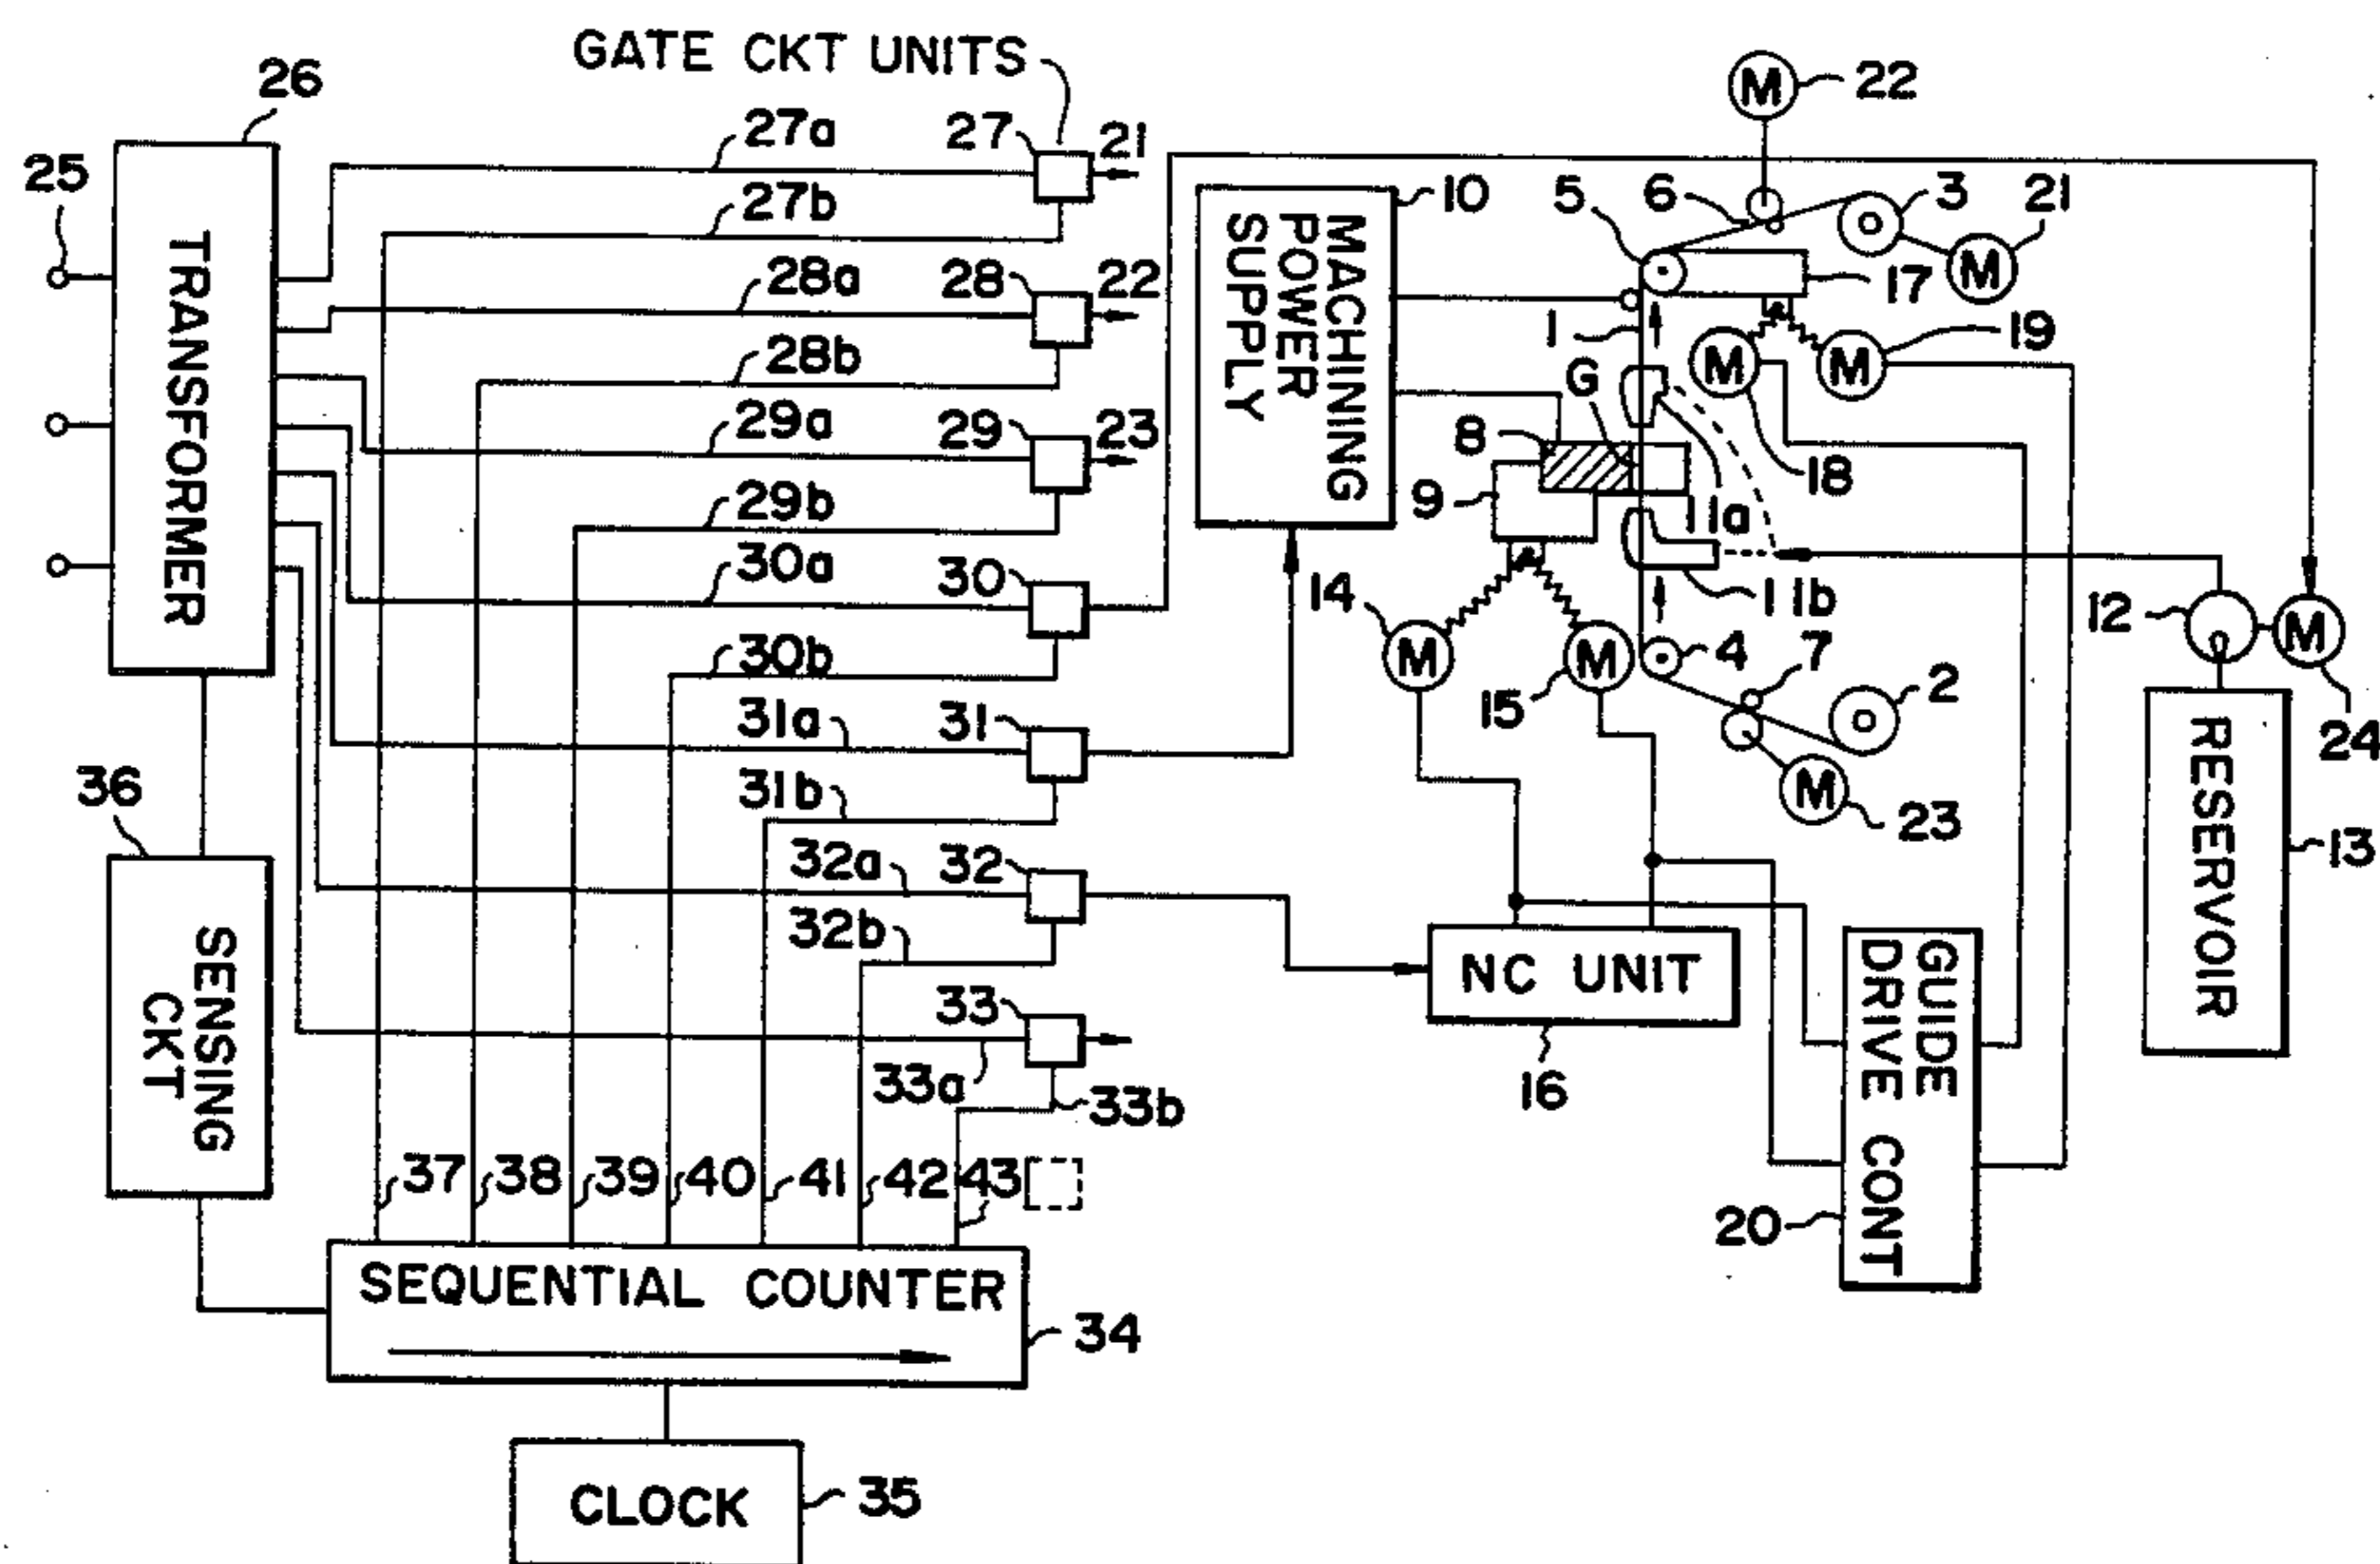 GATE CKT UNITS
26
25
TRANSFORMER
27a
27
21
27b
28a
28
22
28b
29a
29
23
29b
30a
30
30b
31a
31
31b
32a
32
32b
33
33a
33b
36
SENSING
CKT
37
38
39
40
41
42
43
SEQUENTIAL COUNTER
34
CLOCK
35
MACHINING
POWER
SUPPLY
10
M
22
5
6
3
21
M
17
1
M
M
19
18
G
8
9
11a
11b
14
M
15
M
4
7
2
M
23
12
M
24
RESERVOIR
13
NC UNIT
16
GUIDE
DRIVE CONT
20